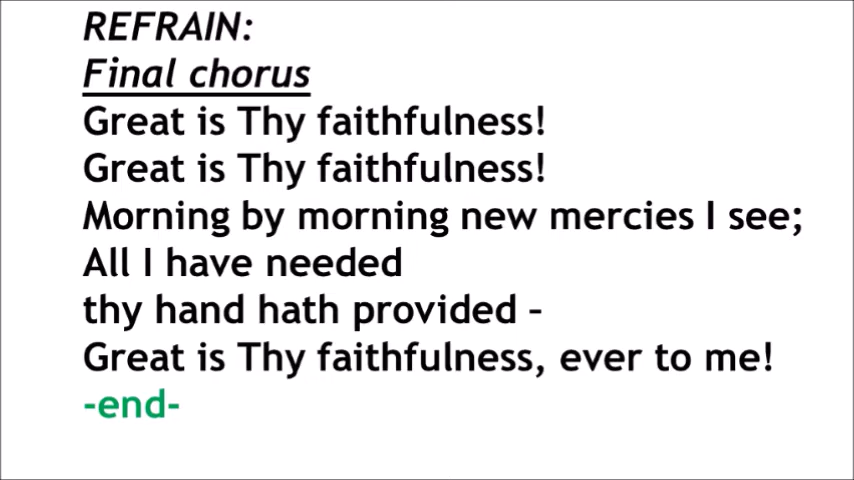 REFRAIN:
Final chorus
Great is Thy faithfulness!
Great is Thy faithfulness!
Morning by morning new mercies I see;
All I have needed
thy hand hath provided –
Great is Thy faithfulness, ever to me!
-end-